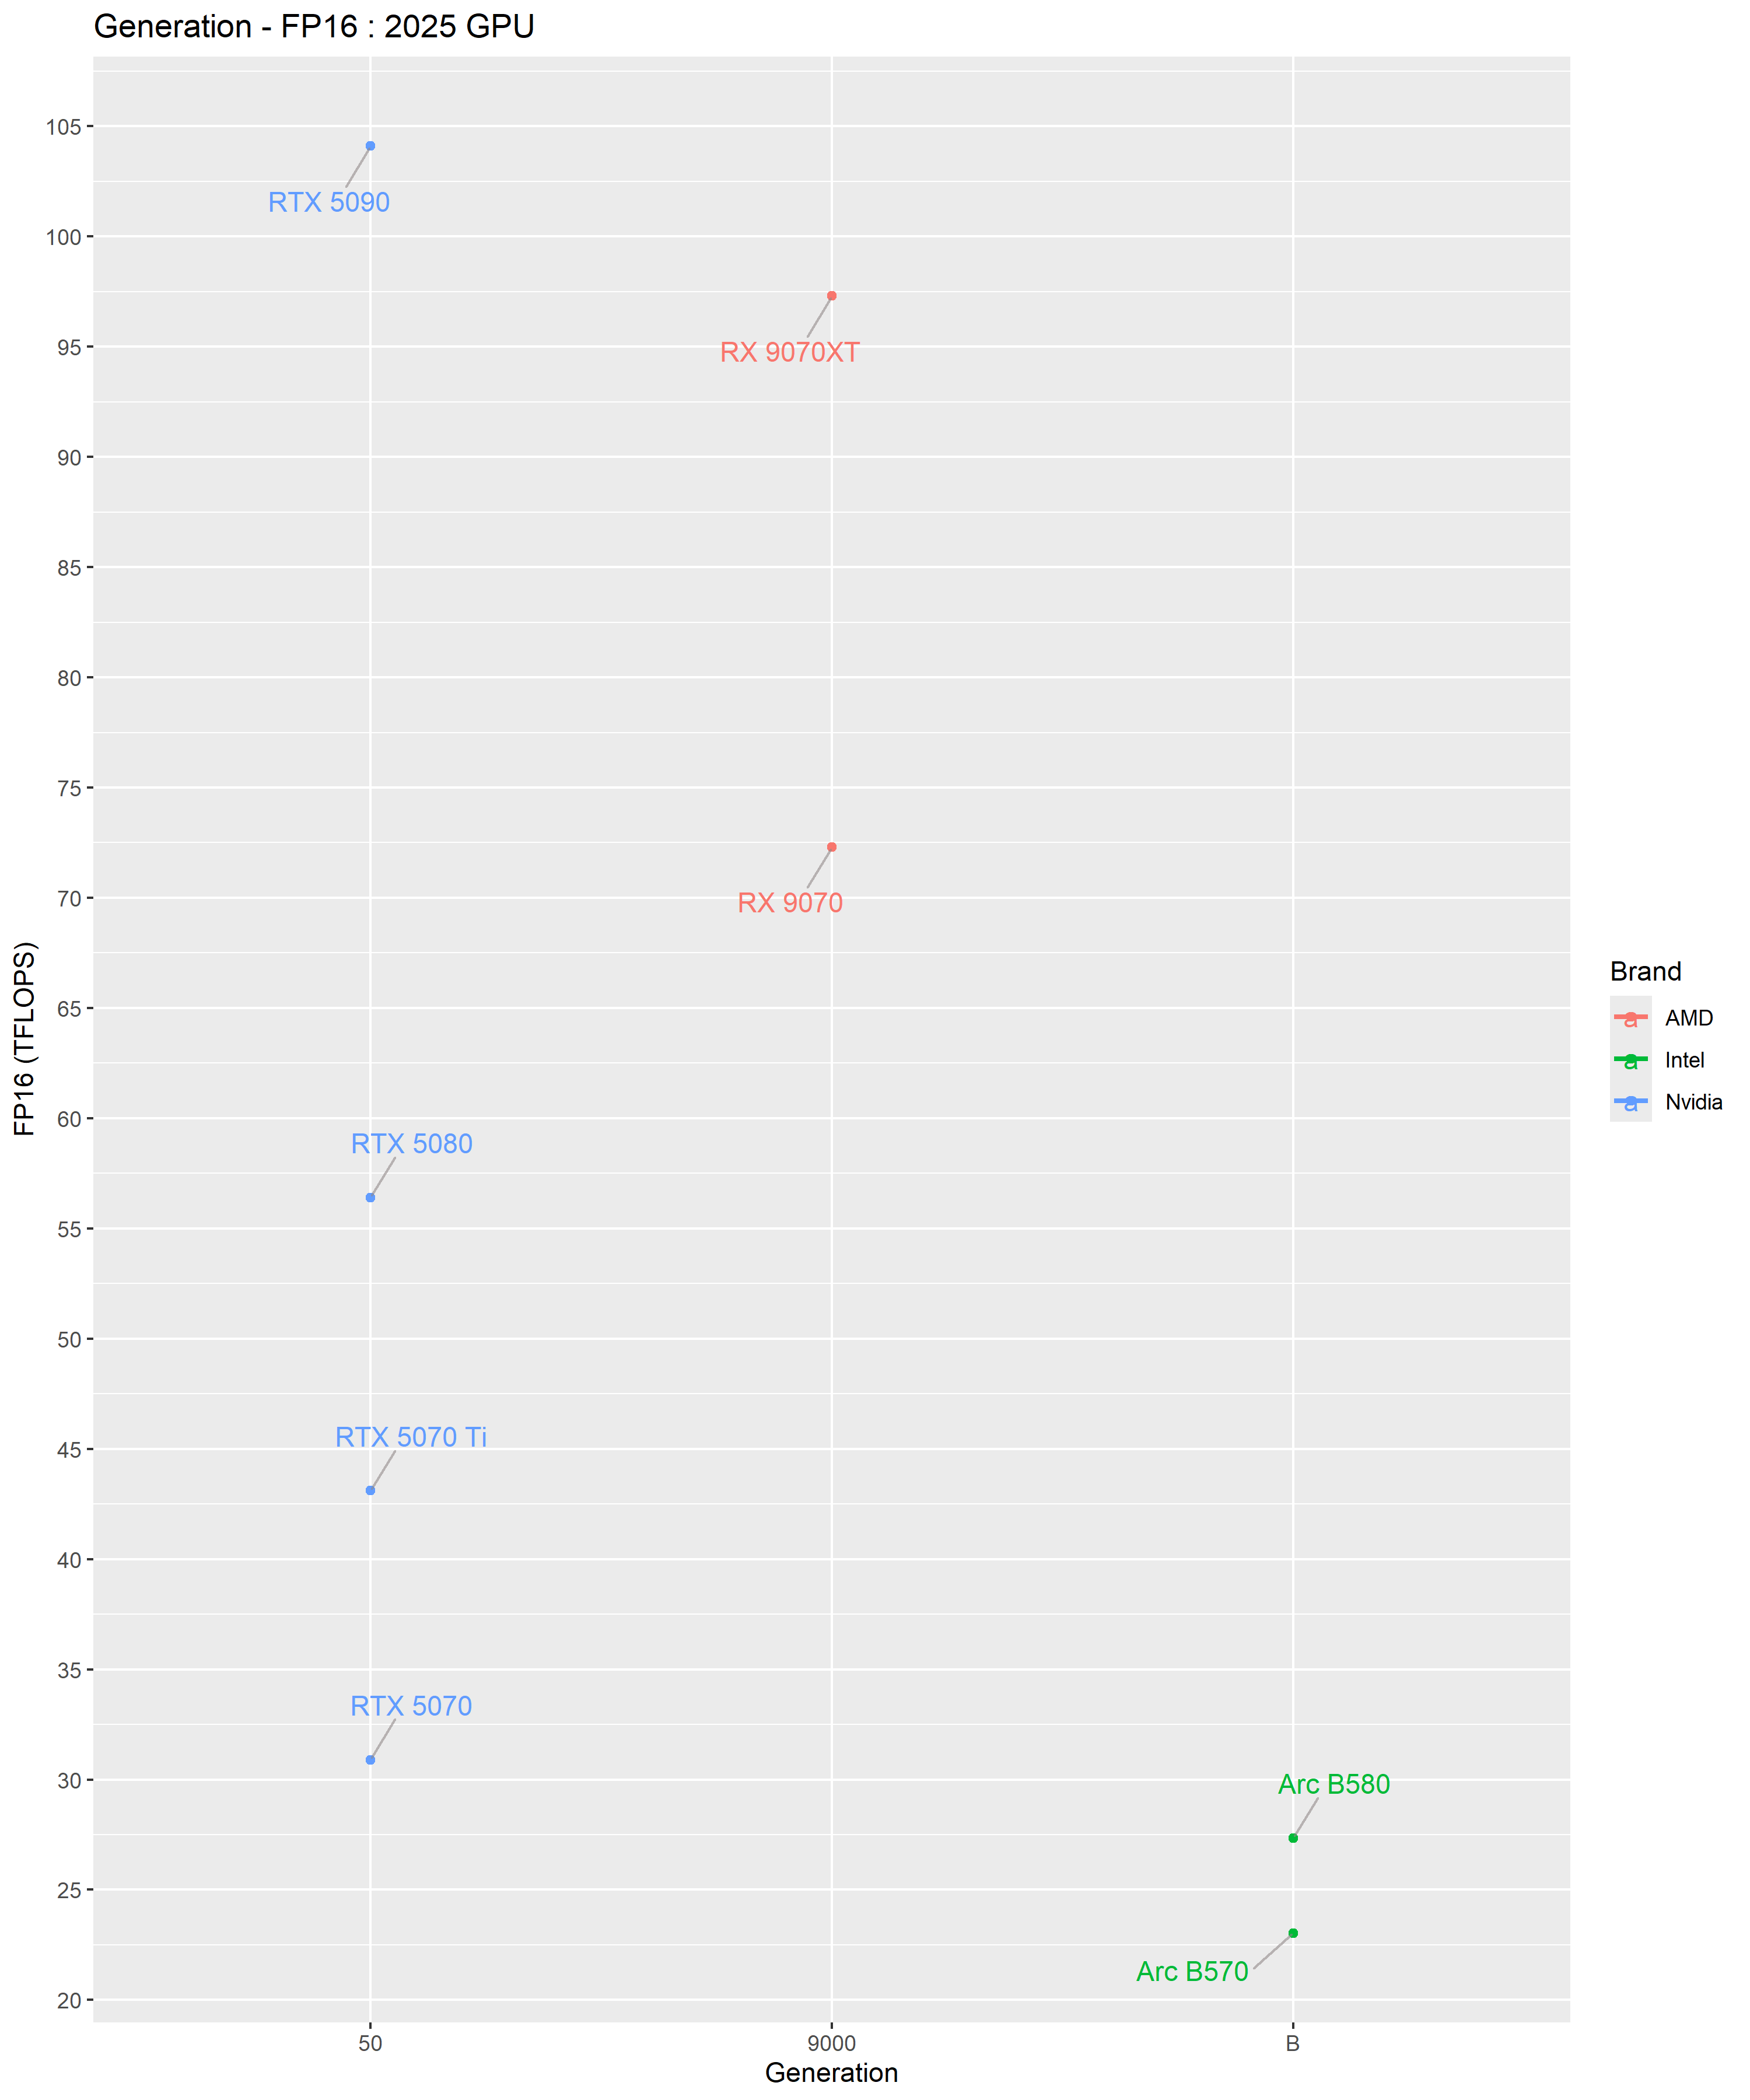 Generation - FP16 : 2025 GPU
105
100
95
90
85
80
75
70
65
60
55
50
45
40
35
30
25
20
FP16 (TFLOPS)
RTX 5090
RX 9070XT
RX 9070
RTX 5080
RTX 5070 Ti
RTX 5070
Arc B580
Arc B570
50
9000
B
Generation
Brand
a AMD
a Intel
a Nvidia